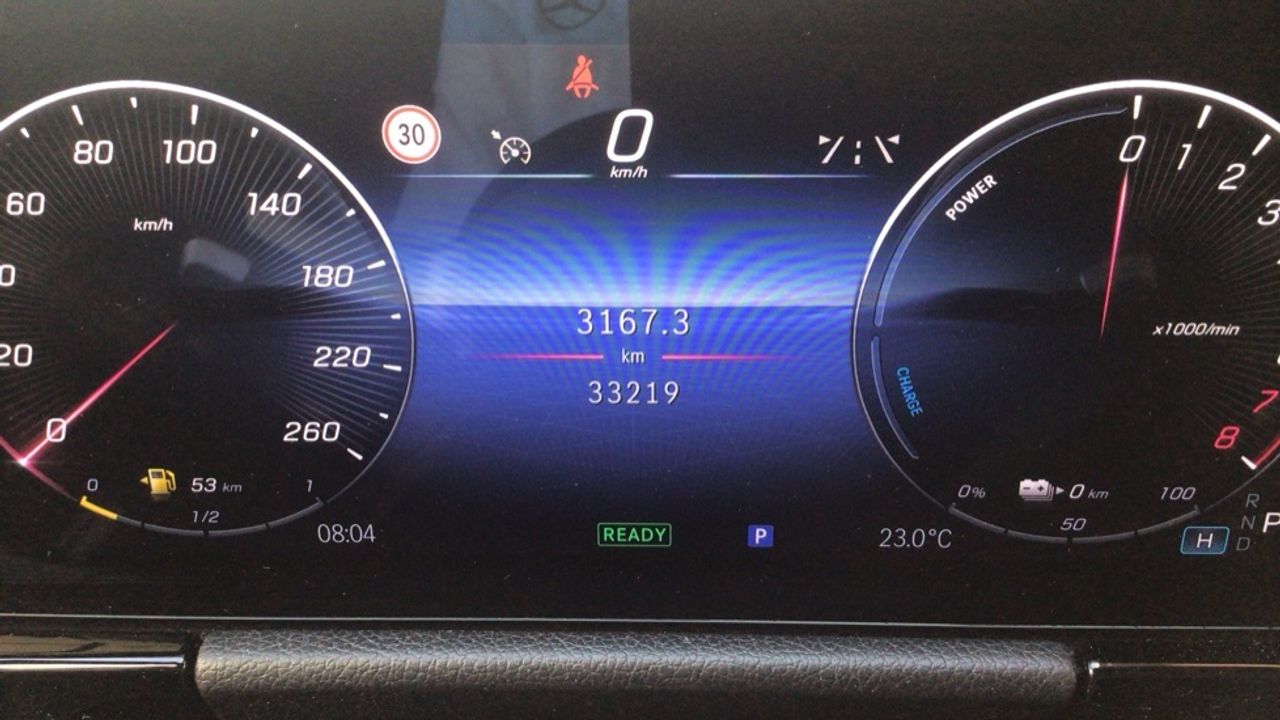 30
0
km/h
80 100
60 140
km/h
180
20 220
0 260
0 53 km 1
1/2
08:04
3167.3
km
33219
READY P
23.0°C
POWER
CHARGE
0 1 2 3
x1000/min
7
8
0% 0 km 100
50
H
R
N P
D